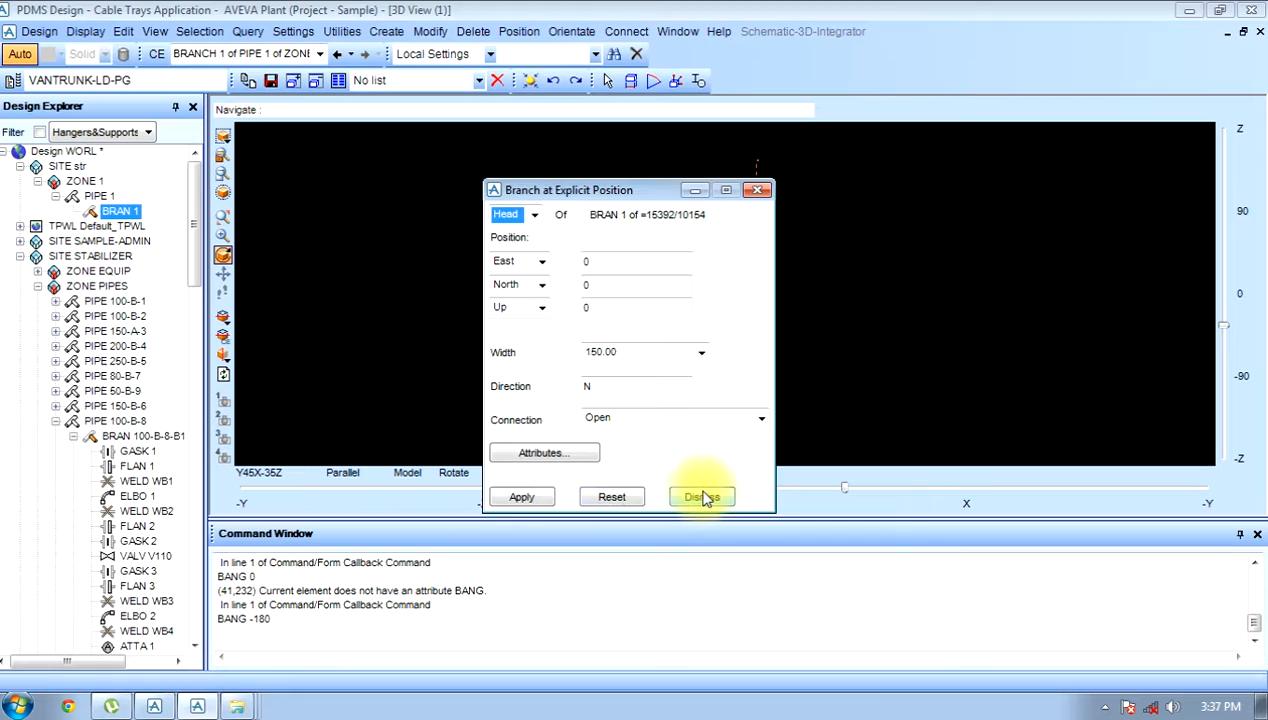 PDMS Design - Cable Trays Application - AVEVA Plant (Project - Sample) - [3D View (1)]
Design Display Edit View Selection Settings Utilities Create Modify Delete Position Orientate Connect Window Help Schematic-3D-Integrator
Auto Solid CE BRANCH 1 of PIPE 1 of ZONE Local Settings
VANTRUNK-LD-PG No list
Design Explorer
Navigate :
Filter Hangers&Supports
Design WORL *
SITE str
ZONE 1
PIPE 1
BRAN 1
TPWL Default_TPWL
SITE SAMPLE-ADMIN
SITE STABILIZER
ZONE EQUIP
ZONE PIPES
PIPE 100-B-1
PIPE 100-B-2
PIPE 150-A-3
PIPE 200-B-4
PIPE 250-B-5
PIPE 80-B-7
PIPE 50-B-9
PIPE 150-B-6
PIPE 100-B-8
BRAN 100-B-8-B1
GASK 1
FLAN 1
WELD WB1
ELBO 1
WELD WB2
FLAN 2
GASK 2
VALV V110
GASK 3
FLAN 3
WELD WB3
ELBO 2
WELD WB4
ATTA 1
Branch at Explicit Position
Head Of BRAN 1 of =15392/10154
Position:
East 0
North 0
Up 0
Width 150.00
Direction N
Connection Open
Attributes...
Apply Reset Dismiss
Z
90
0
-90
-Z
Y45X-35Z Parallel Model Rotate
-Y X -Y
Command Window
In line 1 of Command/Form Callback Command
BANG 0
(41,232) Current element does not have an attribute BANG.
In line 1 of Command/Form Callback Command
BANG -180
3:37 PM